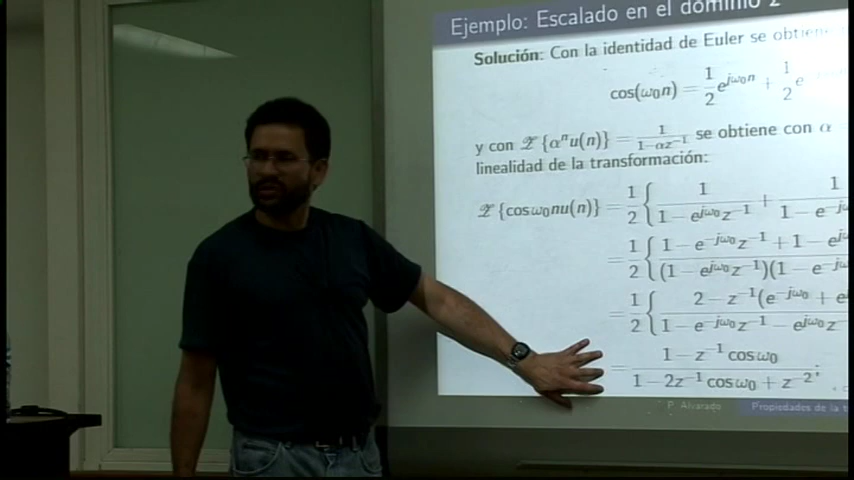 Ejemplo: Escalado en el dominio z
Solución: Con la identidad de Euler se obtiene
cos(ω₀n) = 1/2 e^{jω₀n} + 1/2 e
y con 𝒵{αⁿu(n)} = 1/(1−αz⁻¹) se obtiene con α
linealidad de la transformación:
𝒵{cos ω₀nu(n)} = 1/2 { 1/(1 − e^{jω₀}z⁻¹) + 1/(1 − e^{−jω
= 1/2 { (1 − e^{−jω₀}z⁻¹ + 1 − e^{jω / (1 − e^{jω₀}z⁻¹)(1 − e^{−jω
= 1/2 { 2 − z⁻¹(e^{−jω₀} + e^{j / 1 − e^{−jω₀}z⁻¹ − e^{jω₀}z
= (1 − z⁻¹ cos ω₀)/(1 − 2z⁻¹ cos ω₀ + z⁻²);
P. Alvarado Propiedades de la t